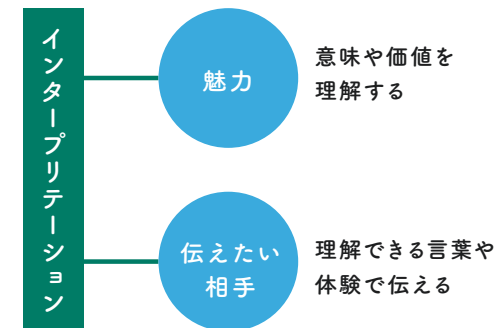 インタープリテーション
魅力
意味や価値を
理解する
伝えたい
相手
理解できる言葉や
体験で伝える